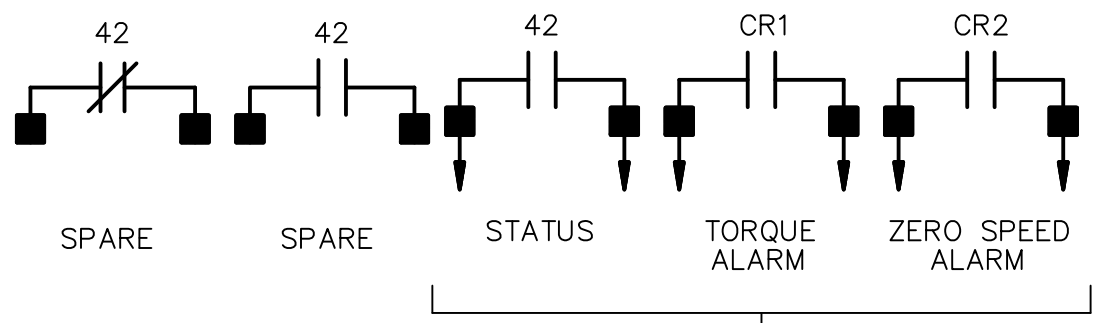 42
42
42
CR1
CR2
SPARE
SPARE
STATUS
TORQUE
ALARM
ZERO SPEED
ALARM